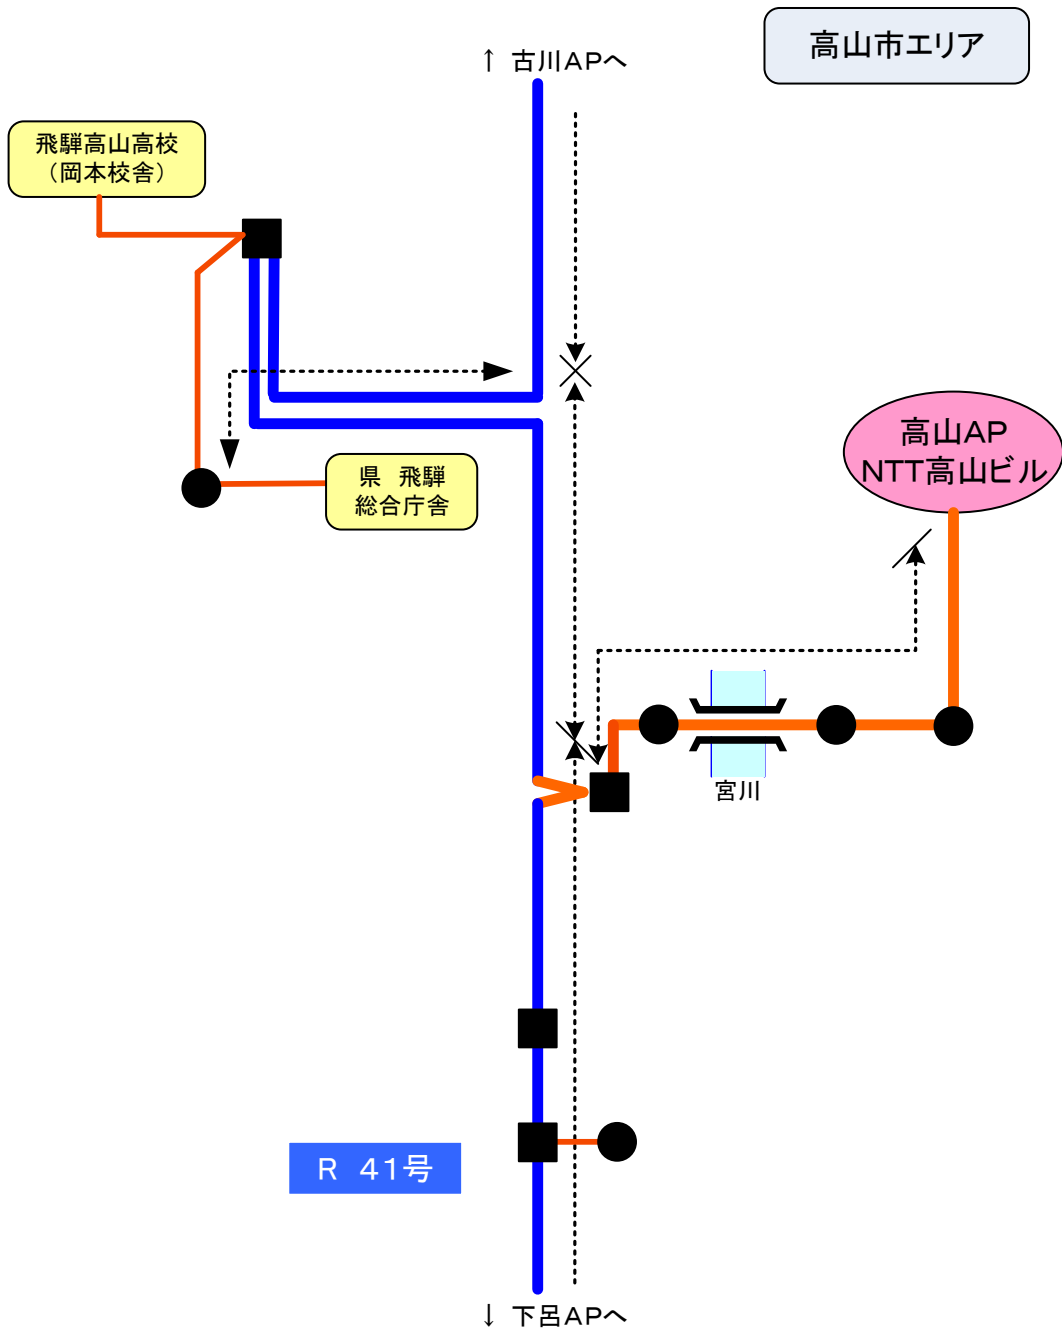 高山市エリア
↑ 古川APへ
飛騨高山高校
（岡本校舎）
県 飛騨
総合庁舎
高山AP
NTT高山ビル
宮川
R 41号
↓ 下呂APへ